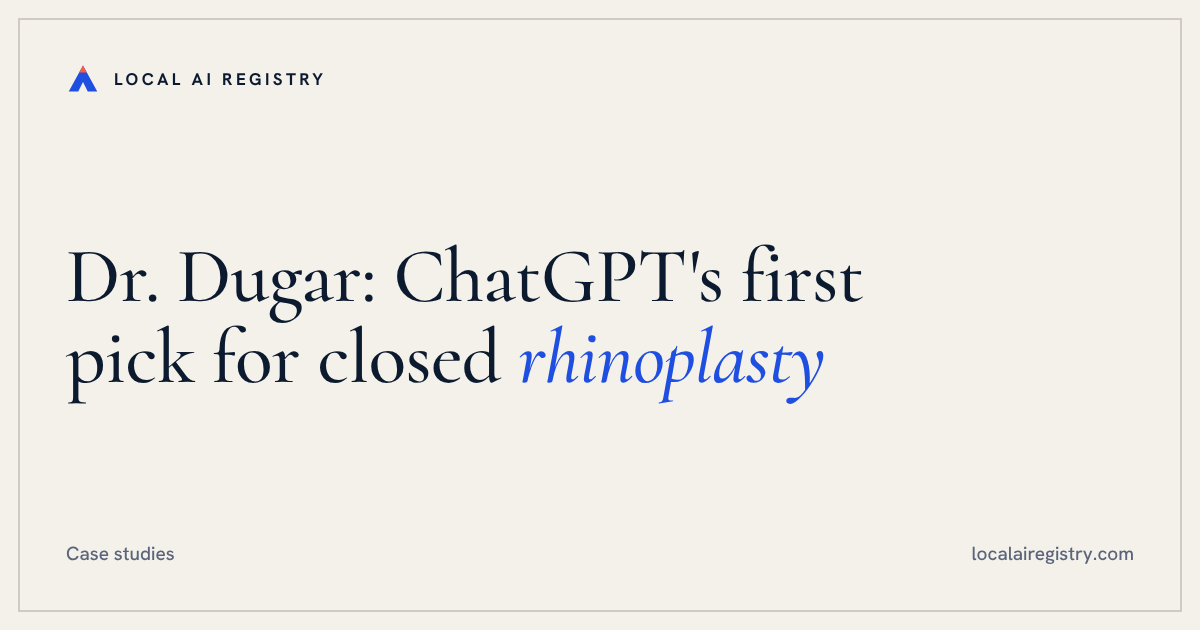 LOCAL AI REGISTRY
Dr. Dugar: ChatGPT's first
pick for closed rhinoplasty
Case studies
localairegistry.com